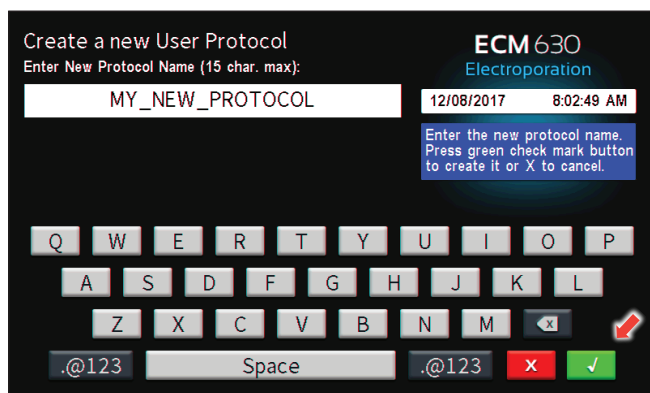 Create a new User Protocol
Enter New Protocol Name (15 char. max):
MY_NEW_PROTOCOL
ECM 630
Electroporation
12/08/2017 8:02:49 AM
Enter the new protocol name.
Press green check mark button
to create it or X to cancel.
Q W E R T Y U I O P
A S D F G H J K L
Z X C V B N M x
.@123 Space .@123 X √